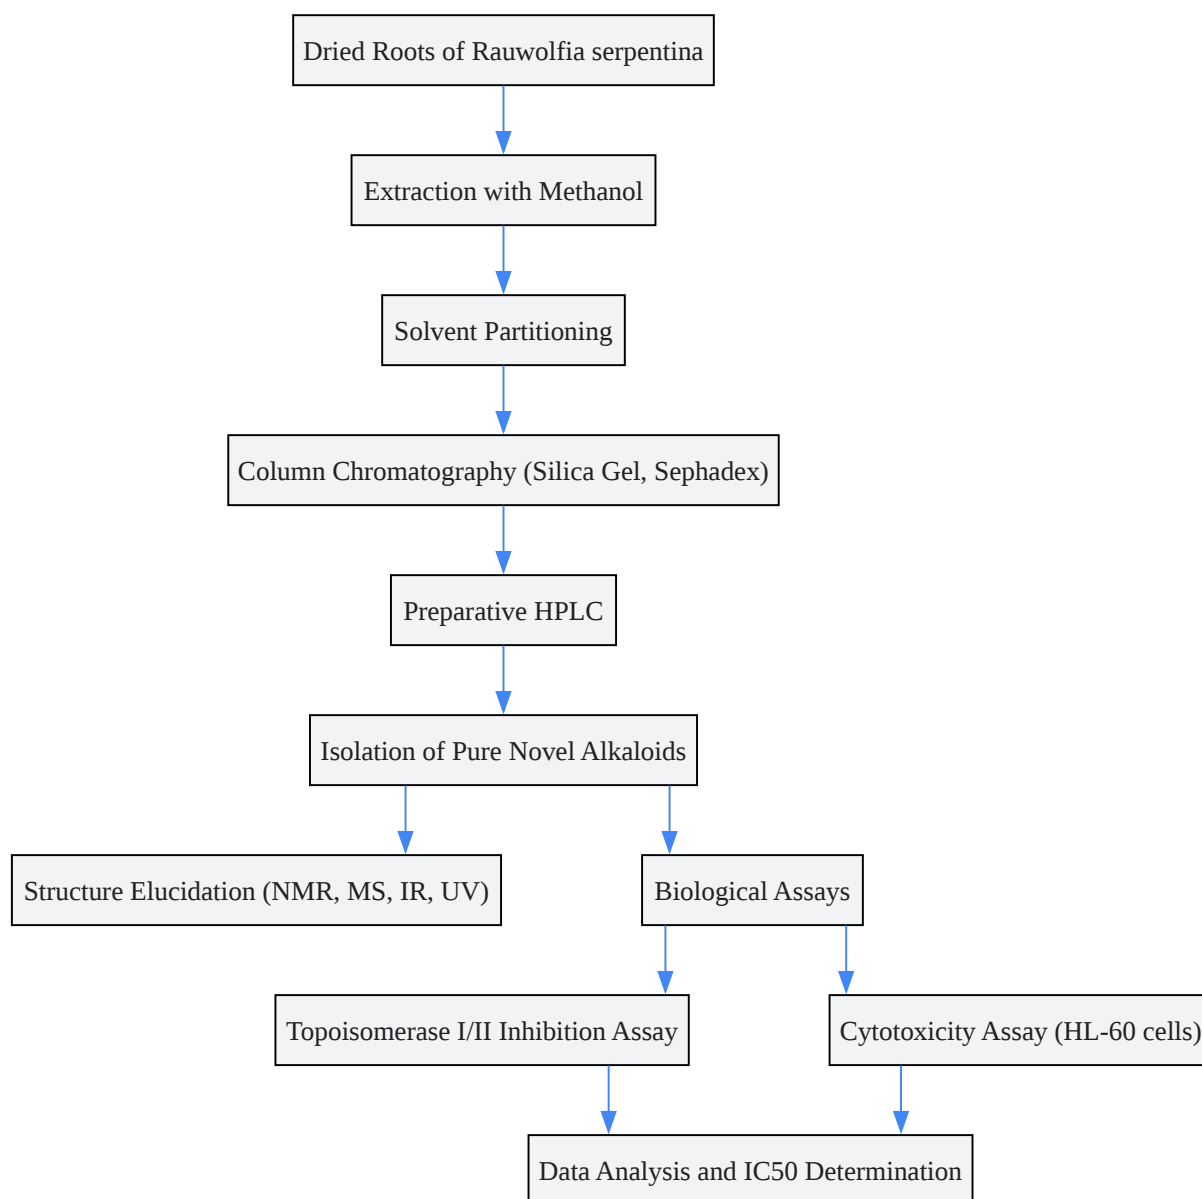 Dried Roots of Rauwolfia serpentina
Extraction with Methanol
Solvent Partitioning
Column Chromatography (Silica Gel, Sephadex)
Preparative HPLC
Isolation of Pure Novel Alkaloids
Structure Elucidation (NMR, MS, IR, UV)
Biological Assays
Topoisomerase I/II Inhibition Assay
Cytotoxicity Assay (HL-60 cells)
Data Analysis and IC50 Determination